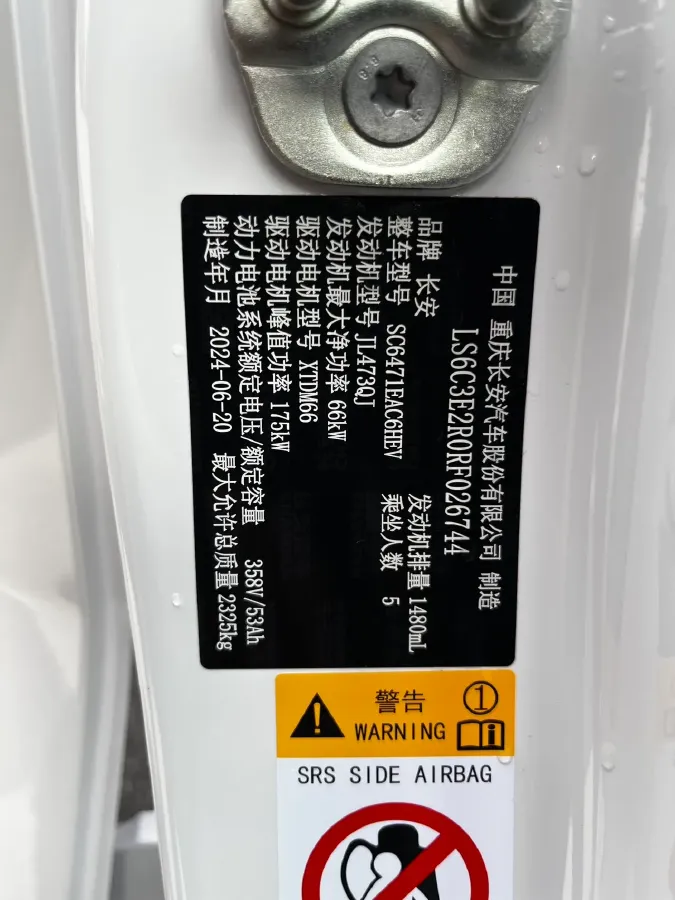 中国 重庆长安汽车股份有限公司 制造
LS6C3E2R0RF026744
品牌 长安 发动机排量 1480mL
整车型号 SC6471EAC6HEV 乘坐人数 5
发动机型号 JL473QJ
发动机最大净功率 66kW
驱动电机型号 XTDM66
驱动电机峰值功率 175kW
动力电池系统额定电压/额定容量 358V/53Ah
制造年月 2024-06-20 最大允许总质量 2325kg
警告 ①
WARNING i
SRS SIDE AIRBAG